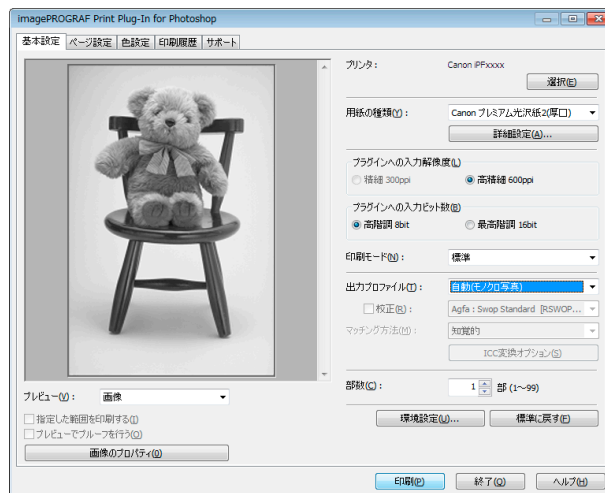 imagePROGRAF Print Plug-In for Photoshop
基本設定 ページ設定 色設定 印刷履歴 サポート
プリンタ： Canon iPFxxxx
選択(E)
用紙の種類(Y)： Canon プレミアム光沢紙2(厚口)
詳細設定(A)...
プラグインへの入力解像度(L)
積細 300ppi 高積細 600ppi
プラグインへの入力ビット数(B)
高階調 8bit 最高階調 16bit
印刷モード(N)： 標準
出力プロファイル(T)： 自動(モノクロ写真)
校正(R)： Agfa : Swop Standard [RSWOP...
マッチング方法(M)： 知覚的
ICC変換オプション(S)
部数(C)： 1 部 (1～99)
プレビュー(V)： 画像
指定した範囲を印刷する(I)
プレビューでプルーフを行う(O)
画像のプロパティ(0)
環境設定(U)... 標準に戻す(F)
印刷(P) 終了(Q) ヘルプ(H)